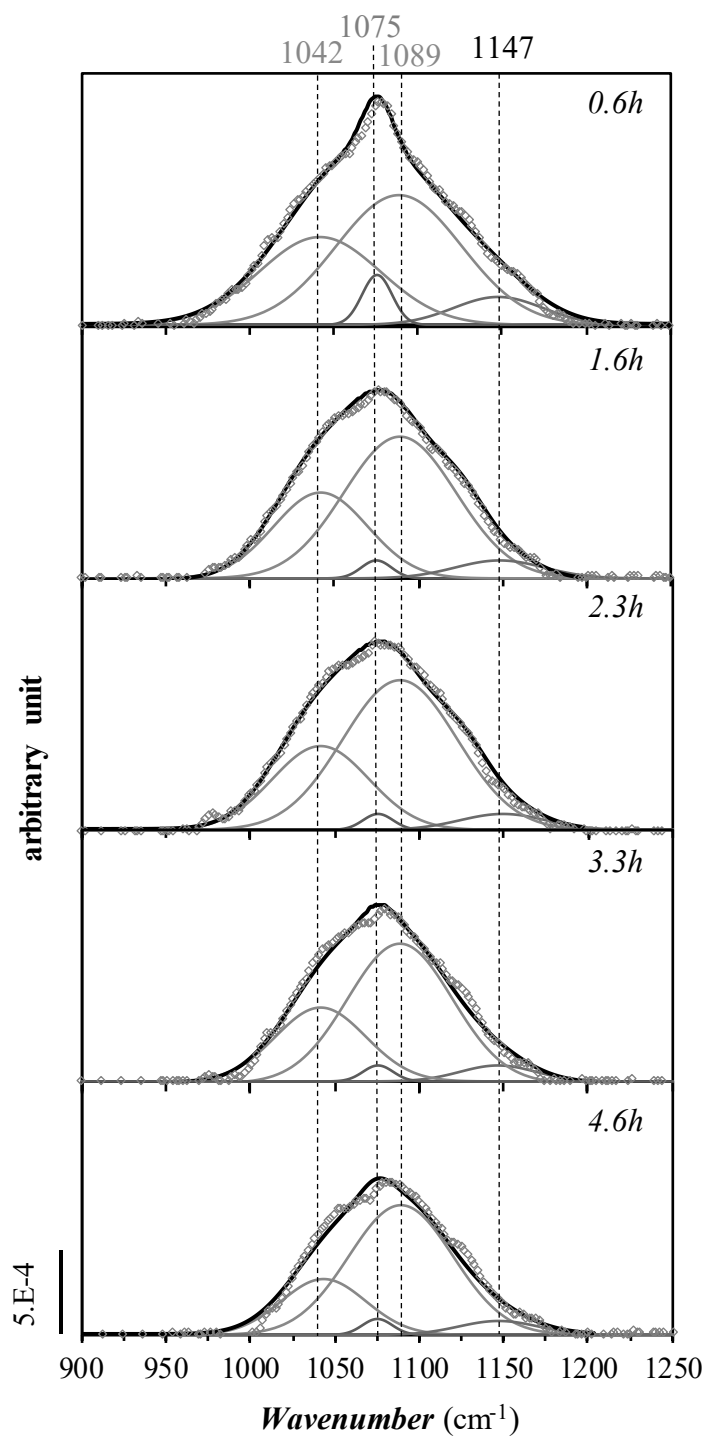 1075
1042 1089 1147
0.6h
1.6h
2.3h
arbitrary unit
3.3h
4.6h
5.E-4
900 950 1000 1050 1100 1150 1200 1250
Wavenumber (cm-1)